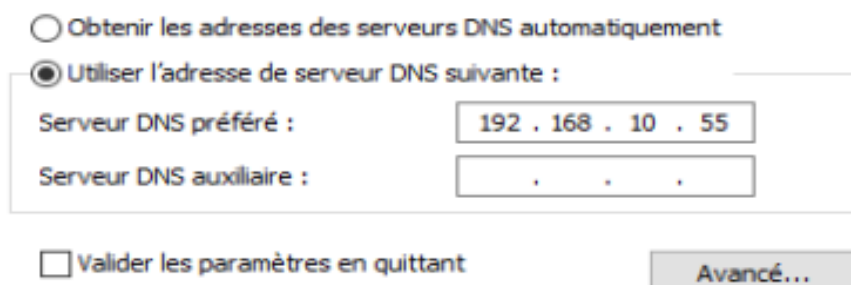 Obtenir les adresses des serveurs DNS automatiquement
Utiliser l'adresse de serveur DNS suivante :
Serveur DNS préféré : 192 . 168 . 10 . 55
Serveur DNS auxiliaire : . . .
Valider les paramètres en quittant Avancé...